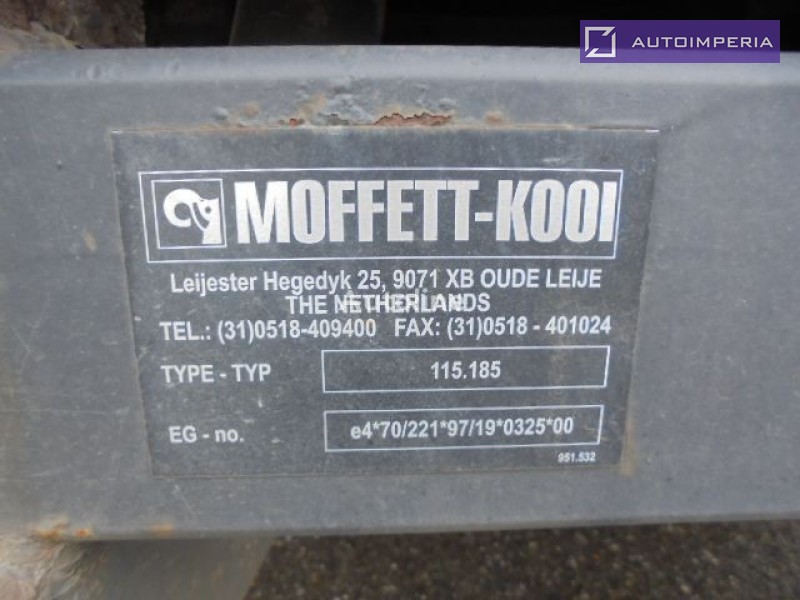 AUTOIMPERIA
MOFFETT-KOOI
Leijester Hegedyk 25, 9071 XB OUDE LEIJE
THE NETHERLANDS
TEL.: (31)0518-409400 FAX: (31)0518 - 401024
TYPE - TYP 115.185
EG - no. e4*70/221*97/19*0325*00
951.532